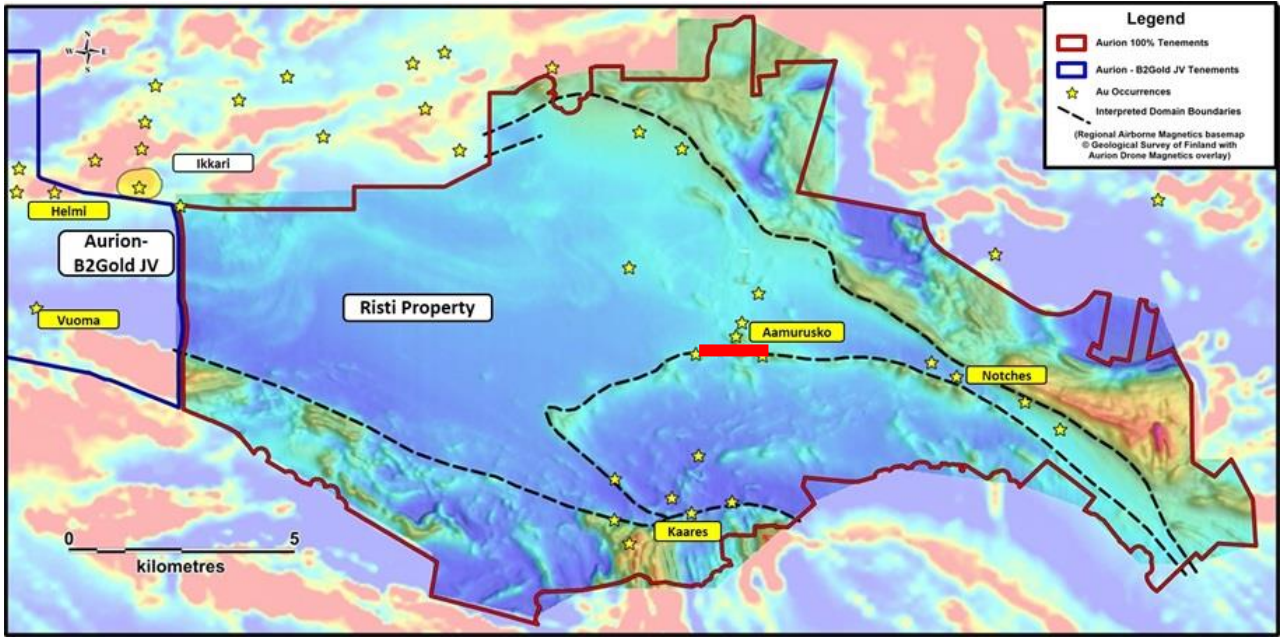 Legend
Aurion 100% Tenements
Aurion - B2Gold JV Tenements
Au Occurrences
Interpreted Domain Boundaries
(Regional Airborne Magnetics basemap
© Geological Survey of Finland with
Aurion Drone Magnetics overlay)
N
W E
S
Ikkari
Helmi
Aurion-
B2Gold JV
Vuoma
Risti Property
Aamurusko
Notches
Kaares
0 5
kilometres